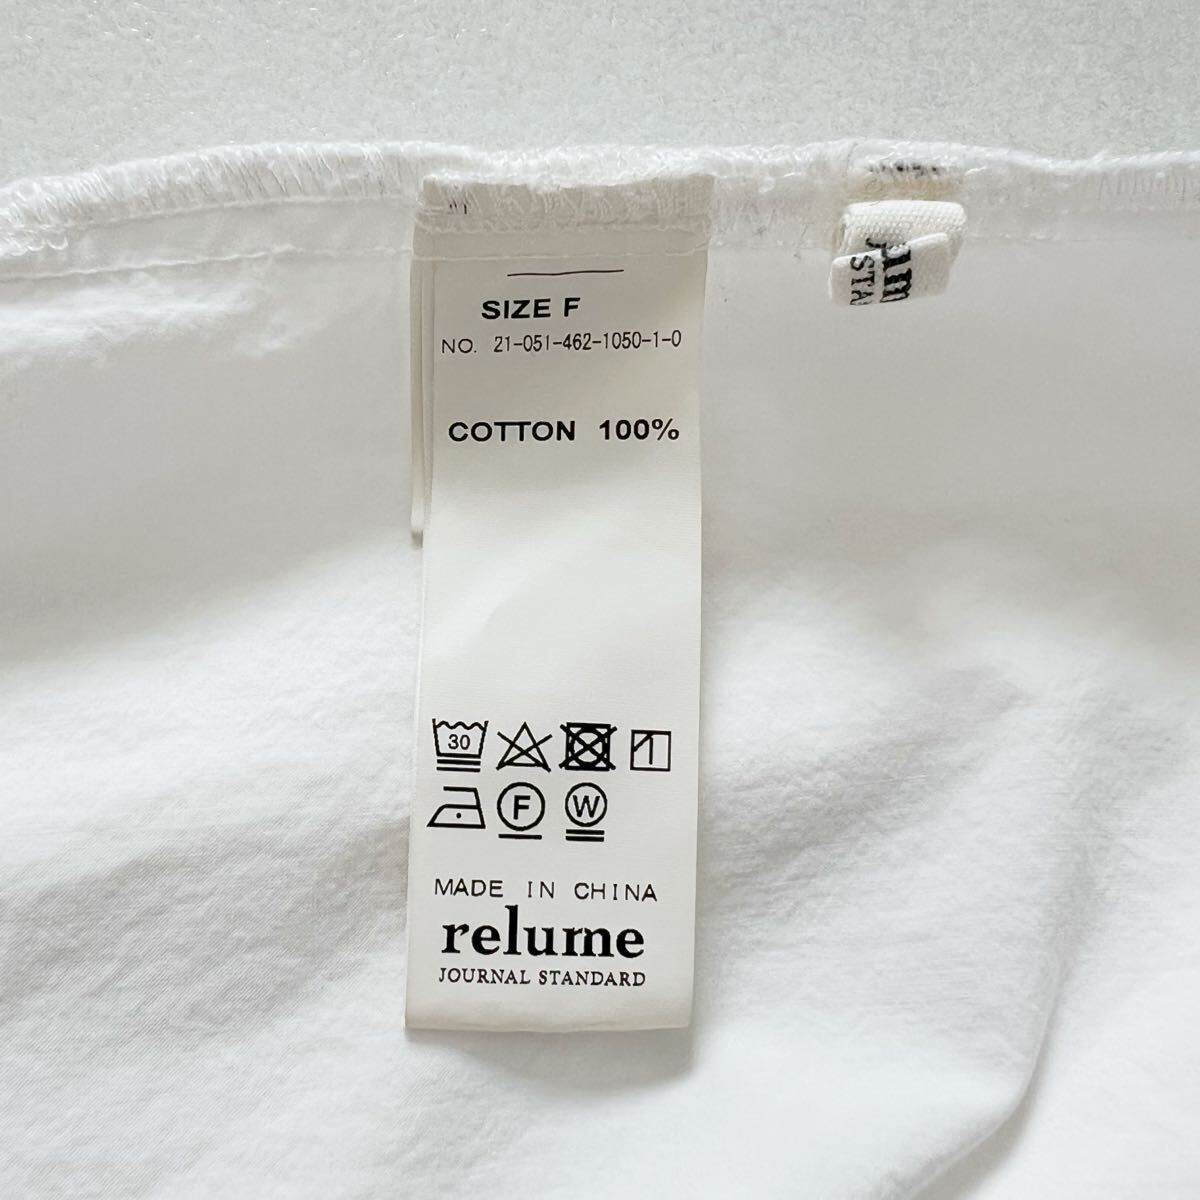 SIZE F
NO. 21-051-462-1050-1-0
COTTON 100%
30
F
W
MADE IN CHINA
relume
JOURNAL STANDARD